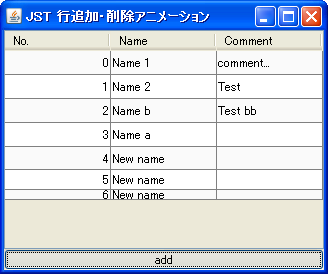 JST 行追加・削除アニメーション
No. Name Comment
0 Name 1 comment...
1 Name 2 Test
2 Name b Test bb
3 Name a
4 New name
5 New name
6 New name
add